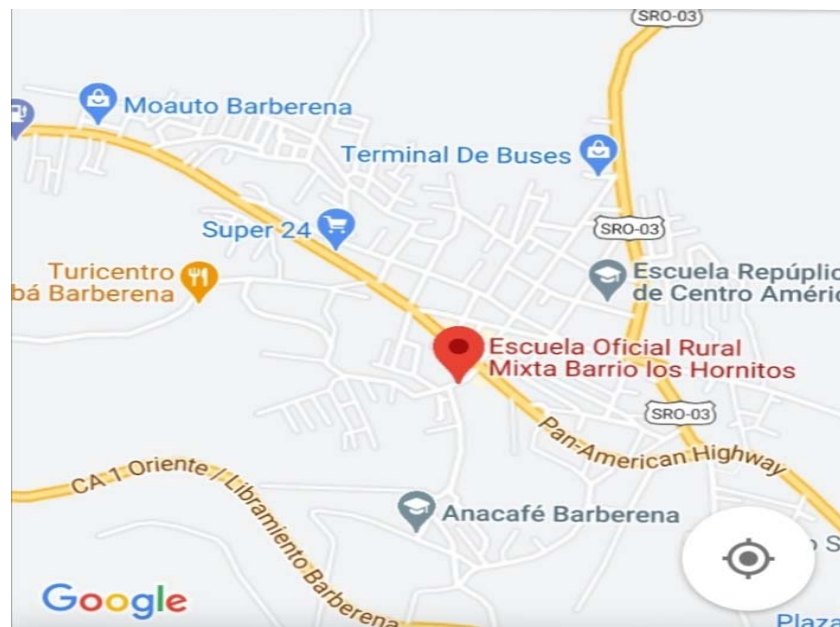 SRO-03
Moauto Barberena
Terminal De Buses
Super 24
SRO-03
Turicentro
bá Barberena
Escuela Repúplic
de Centro Améric
Escuela Oficial Rural
Mixta Barrio los Hornitos
SRO-03
Pan-American Highway
CA 1 Oriente / Libramiento Barberena
Anacafé Barberena
o S
Google
Plaza